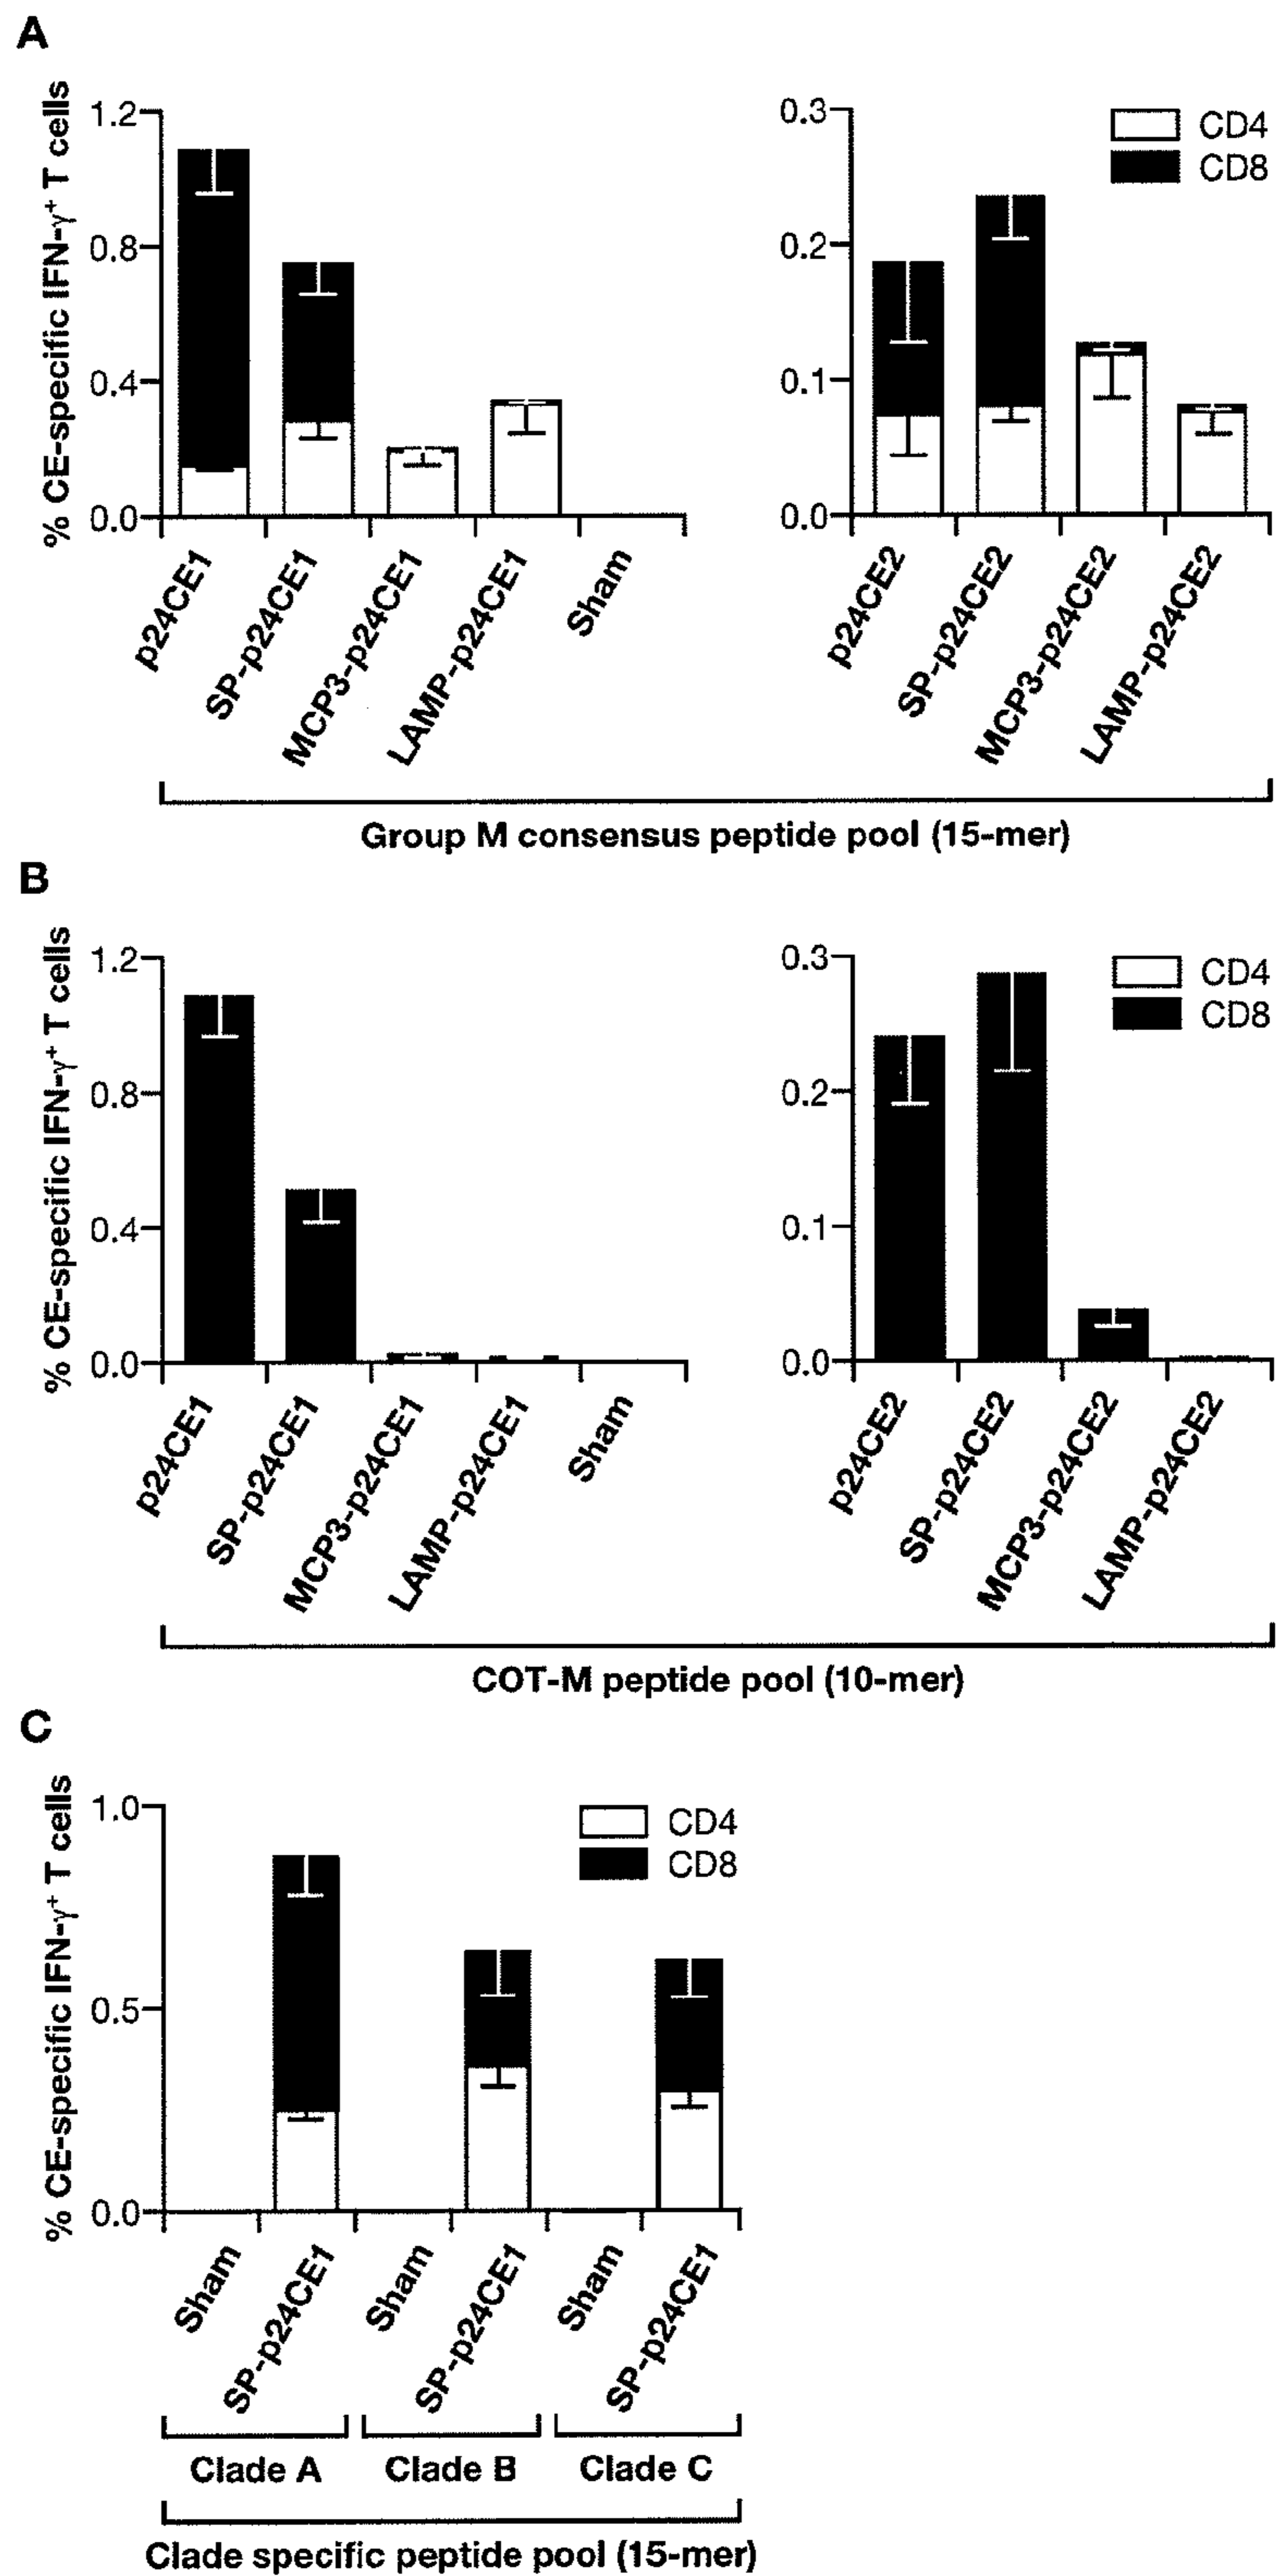 A
% CE-specific IFN-γ+ T cells
1.2
0.8
0.4
0.0
p24CE1
SP-p24CE1
MCP3-p24CE1
LAMP-p24CE1
Sham
0.3
0.2
0.1
0.0
CD4
CD8
p24CE2
SP-p24CE2
MCP3-p24CE2
LAMP-p24CE2
Group M consensus peptide pool (15-mer)
B
% CE-specific IFN-γ+ T cells
1.2
0.8
0.4
0.0
p24CE1
SP-p24CE1
MCP3-p24CE1
LAMP-p24CE1
Sham
0.3
0.2
0.1
0.0
CD4
CD8
p24CE2
SP-p24CE2
MCP3-p24CE2
LAMP-p24CE2
COT-M peptide pool (10-mer)
C
% CE-specific IFN-γ+ T cells
1.0
0.5
0.0
CD4
CD8
Sham
SP-p24CE1
Sham
SP-p24CE1
Sham
SP-p24CE1
Clade A
Clade B
Clade C
Clade specific peptide pool (15-mer)